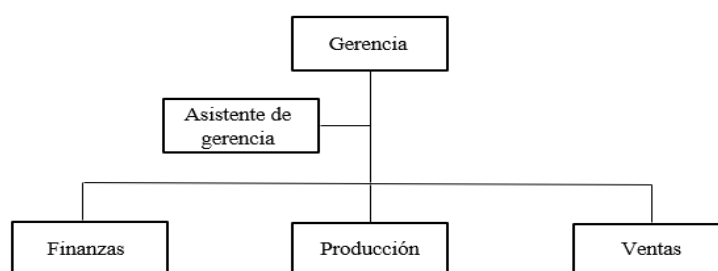 Gerencia
Asistente de
gerencia
Finanzas
Producción
Ventas